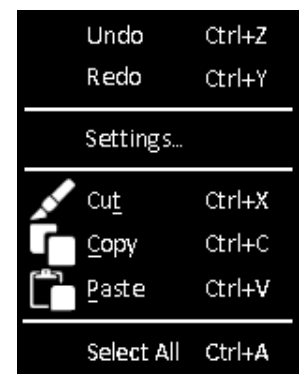 Undo Ctrl+Z
Redo Ctrl+Y
Settings...
Cut Ctrl+X
Copy Ctrl+C
Paste Ctrl+V
Select All Ctrl+A